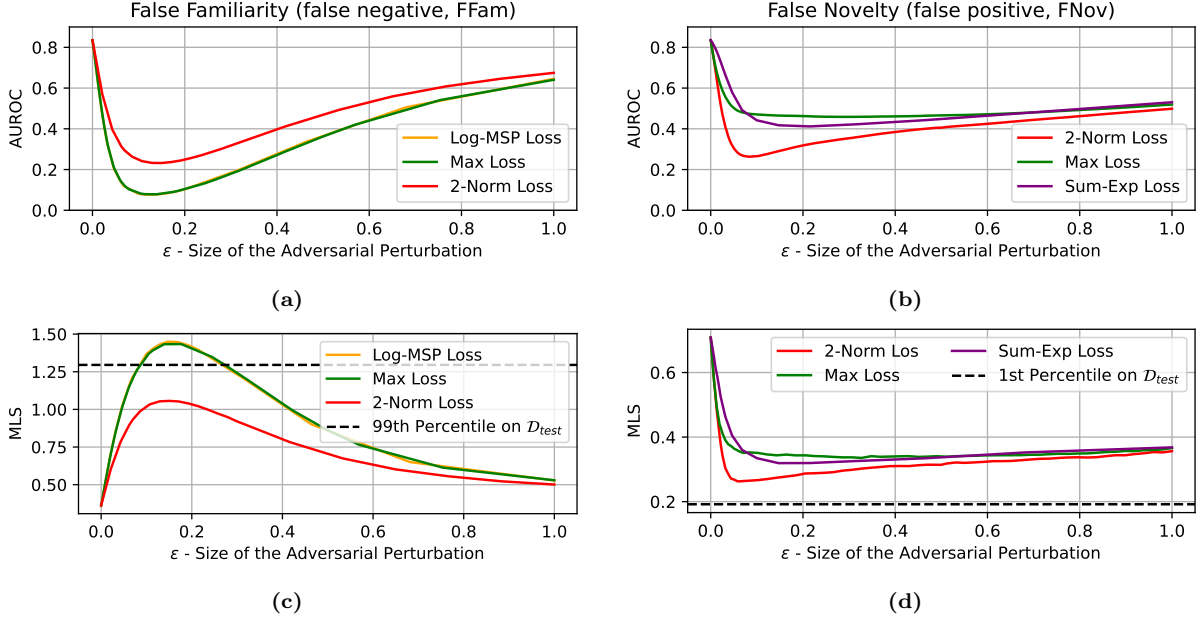 False Familiarity (false negative, FFam)
AUROC
0.8
0.6
0.4
0.2
0.0
Log-MSP Loss
Max Loss
2-Norm Loss
0.0 0.2 0.4 0.6 0.8 1.0
ε - Size of the Adversarial Perturbation
(a)
False Novelty (false positive, FNov)
AUROC
0.8
0.6
0.4
0.2
0.0
2-Norm Loss
Max Loss
Sum-Exp Loss
0.0 0.2 0.4 0.6 0.8 1.0
ε - Size of the Adversarial Perturbation
(b)
MLS
1.50
1.25
1.00
0.75
0.50
Log-MSP Loss
Max Loss
2-Norm Loss
99th Percentile on 𝒟test
0.0 0.2 0.4 0.6 0.8 1.0
ε - Size of the Adversarial Perturbation
(c)
MLS
0.6
0.4
0.2
2-Norm Los
Max Loss
Sum-Exp Loss
1st Percentile on 𝒟test
0.0 0.2 0.4 0.6 0.8 1.0
ε - Size of the Adversarial Perturbation
(d)